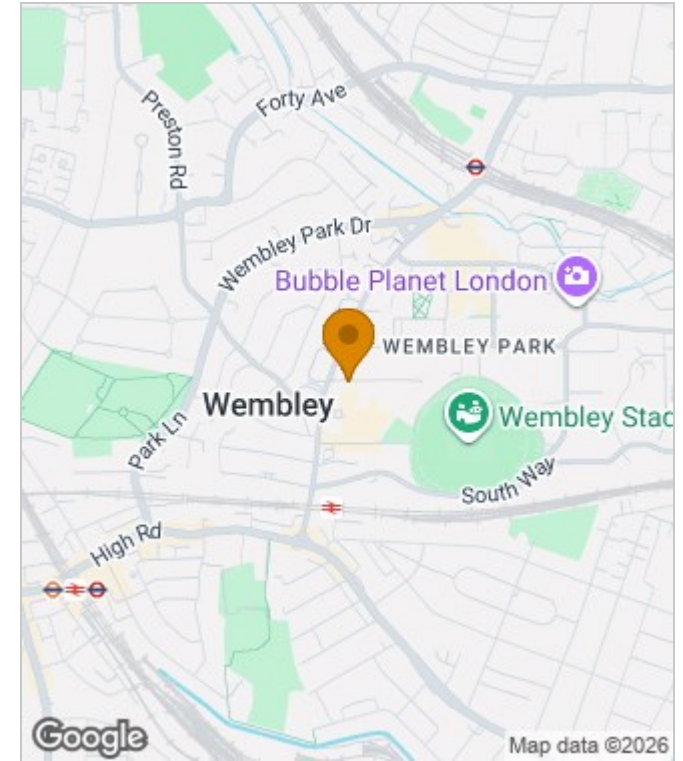 Forty Ave
Preston Rd
Wembley Park Dr
Bubble Planet London
WEMBLEY PARK
Wembley
Wembley Stad
Park Ln
South Way
High Rd
Google
Map data ©2026